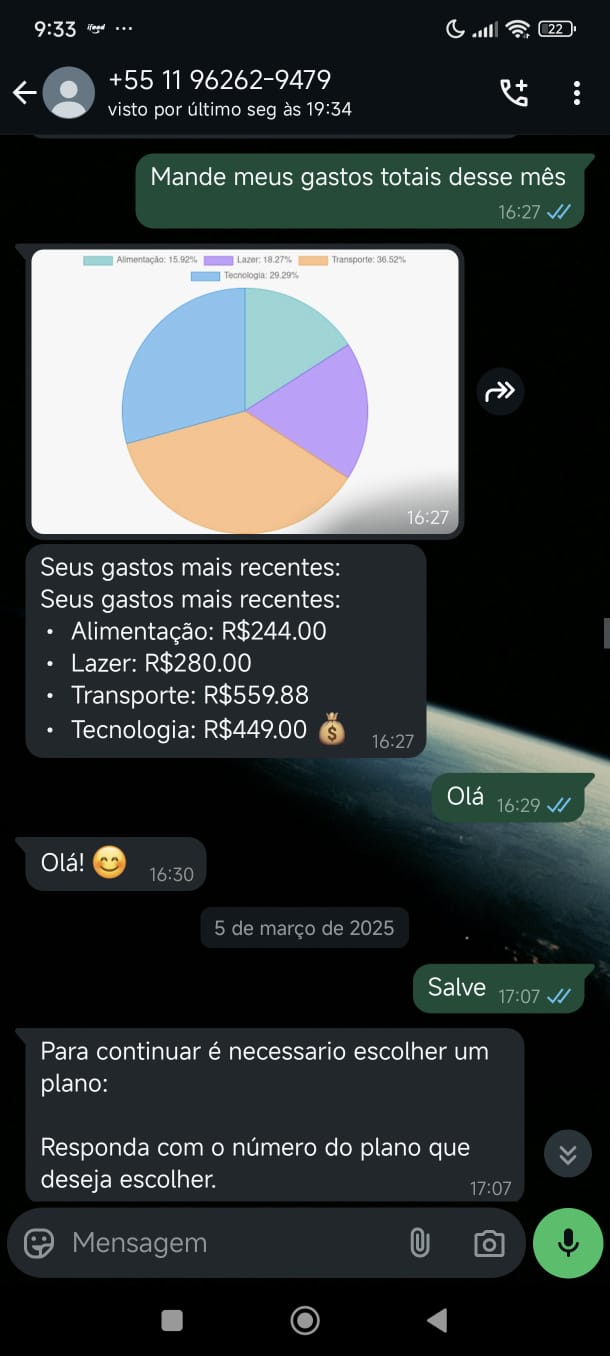 9:33 ifood ...
22
+55 11 96262-9479
visto por último seg às 19:34
Mande meus gastos totais desse mês
16:27
Alimentação: 15.92% Lazer: 18.27% Transporte: 36.52%
Tecnologia: 29.29%
16:27
Seus gastos mais recentes:
Seus gastos mais recentes:
• Alimentação: R$244.00
• Lazer: R$280.00
• Transporte: R$559.88
• Tecnologia: R$449.00 💰 16:27
Olá 16:29
Olá! 😊 16:30
5 de março de 2025
Salve 17:07
Para continuar é necessario escolher um
plano:
Responda com o número do plano que
deseja escolher.
17:07
Mensagem